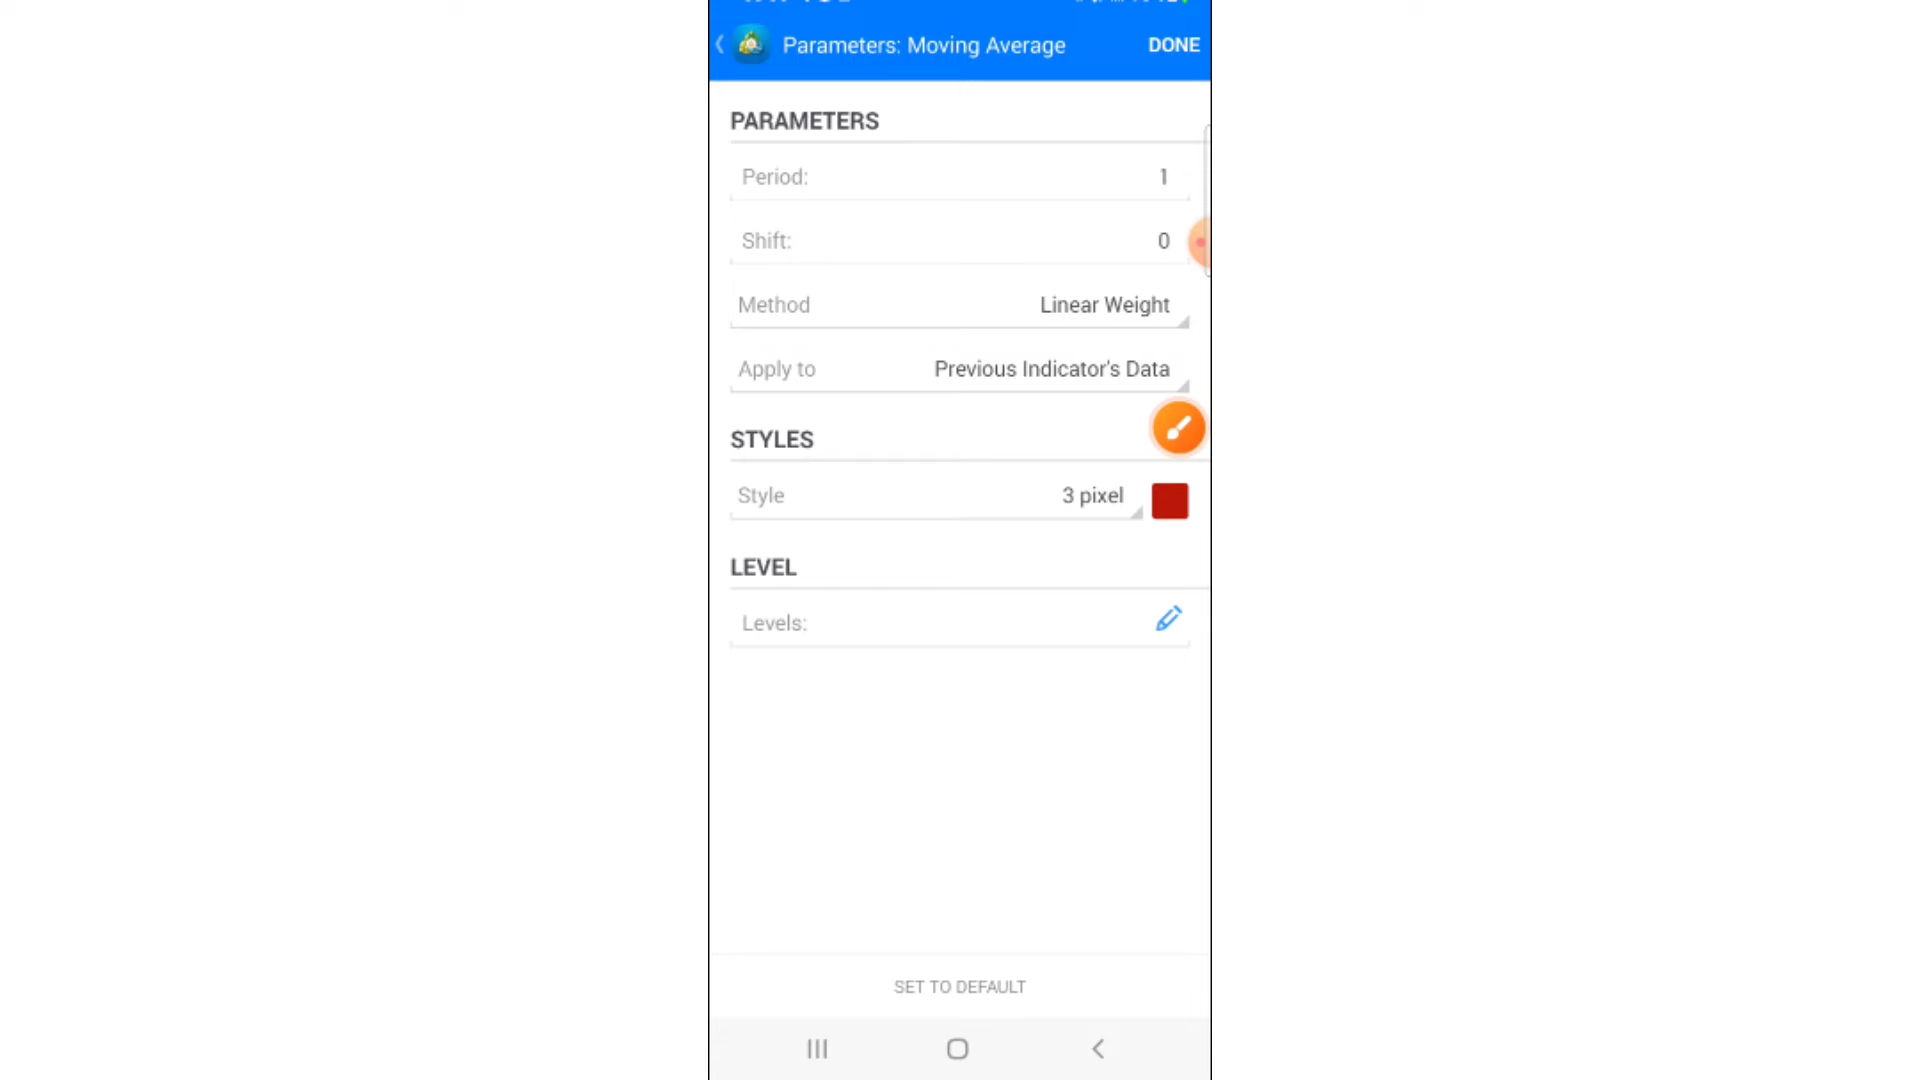 Parameters: Moving Average DONE
PARAMETERS
Period: 1
Shift: 0
Method Linear Weight
Apply to Previous Indicator's Data
STYLES
Style 3 pixel
LEVEL
Levels:
SET TO DEFAULT